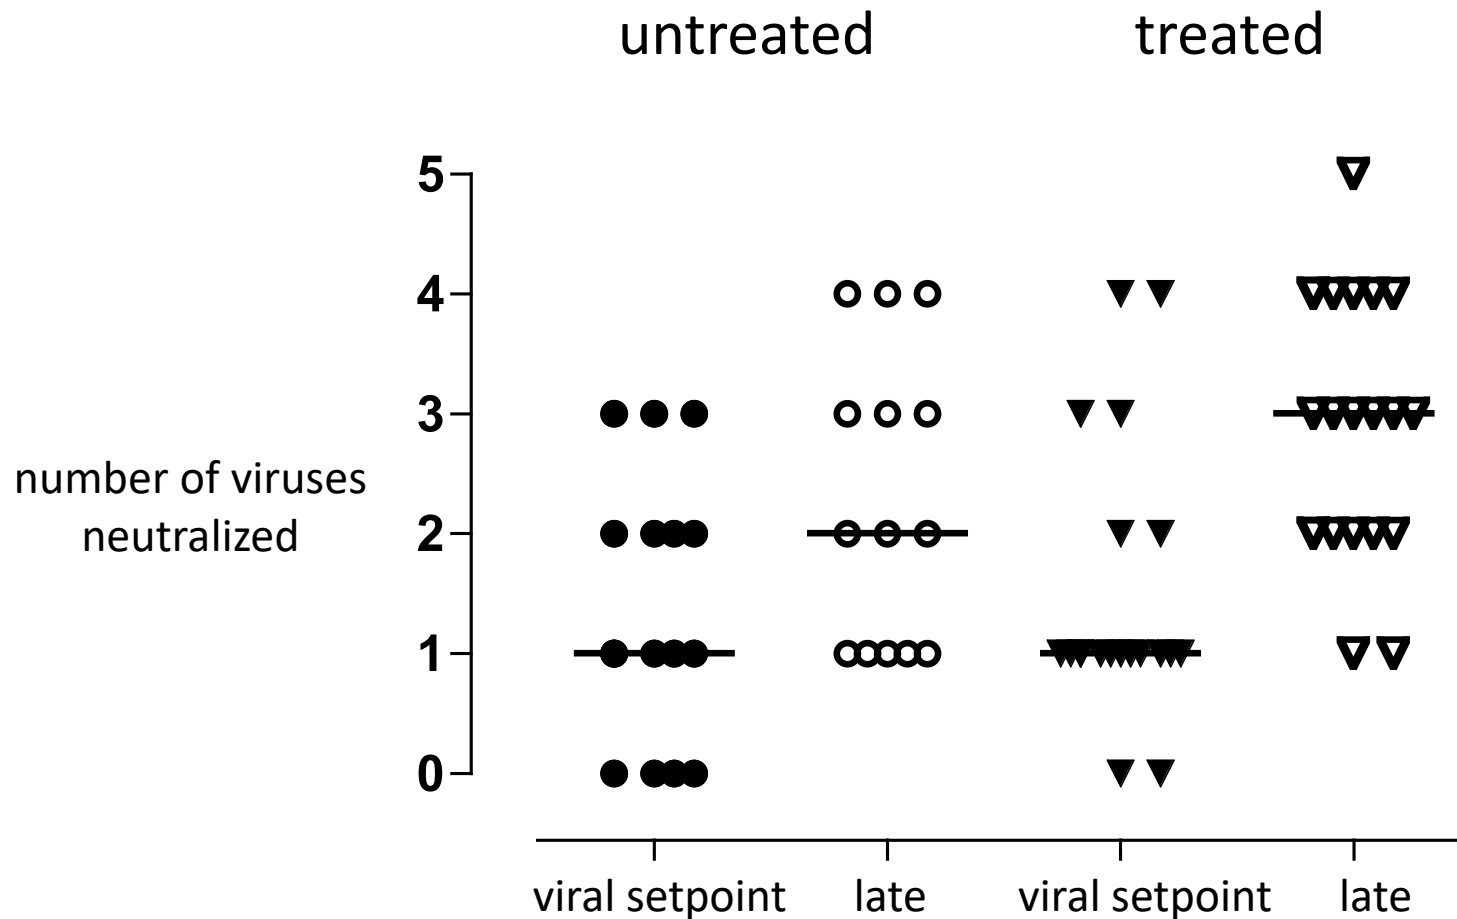 untreated treated
5
4
3
number of viruses
neutralized
2
1
0
viral setpoint late viral setpoint late